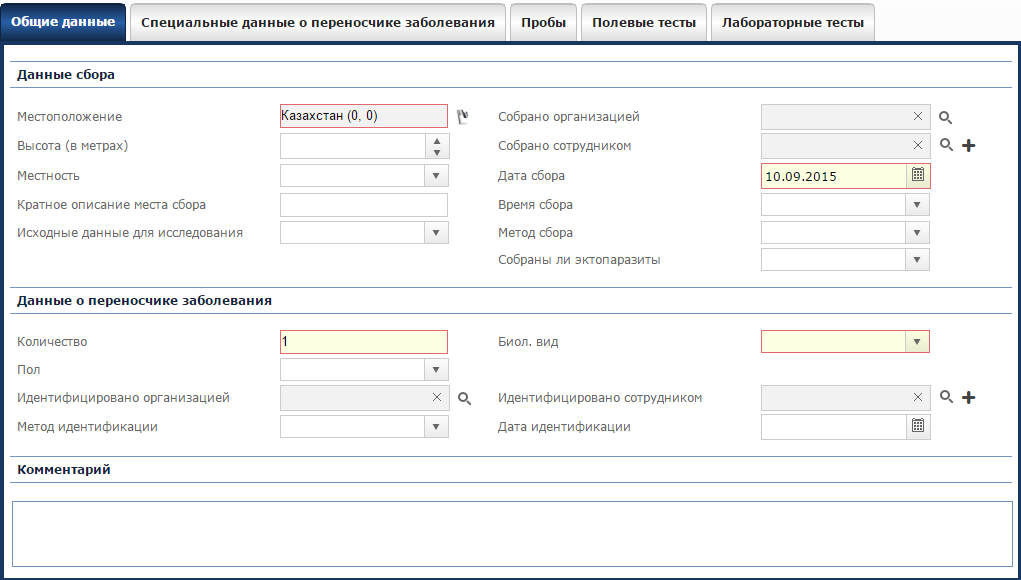 Общие данные Специальные данные о переносчике заболевания Пробы Полевые тесты Лабораторные тесты
Данные сбора
Местоположение Казахстан (0, 0) Собрано организацией
Высота (в метрах) Собрано сотрудником
Местность Дата сбора 10.09.2015
Кратное описание места сбора Время сбора
Исходные данные для исследования Метод сбора
Собраны ли эктопаразиты
Данные о переносчике заболевания
Количество 1 Биол. вид
Пол
Идентифицировано организацией Идентифицировано сотрудником
Метод идентификации Дата идентификации
Комментарий